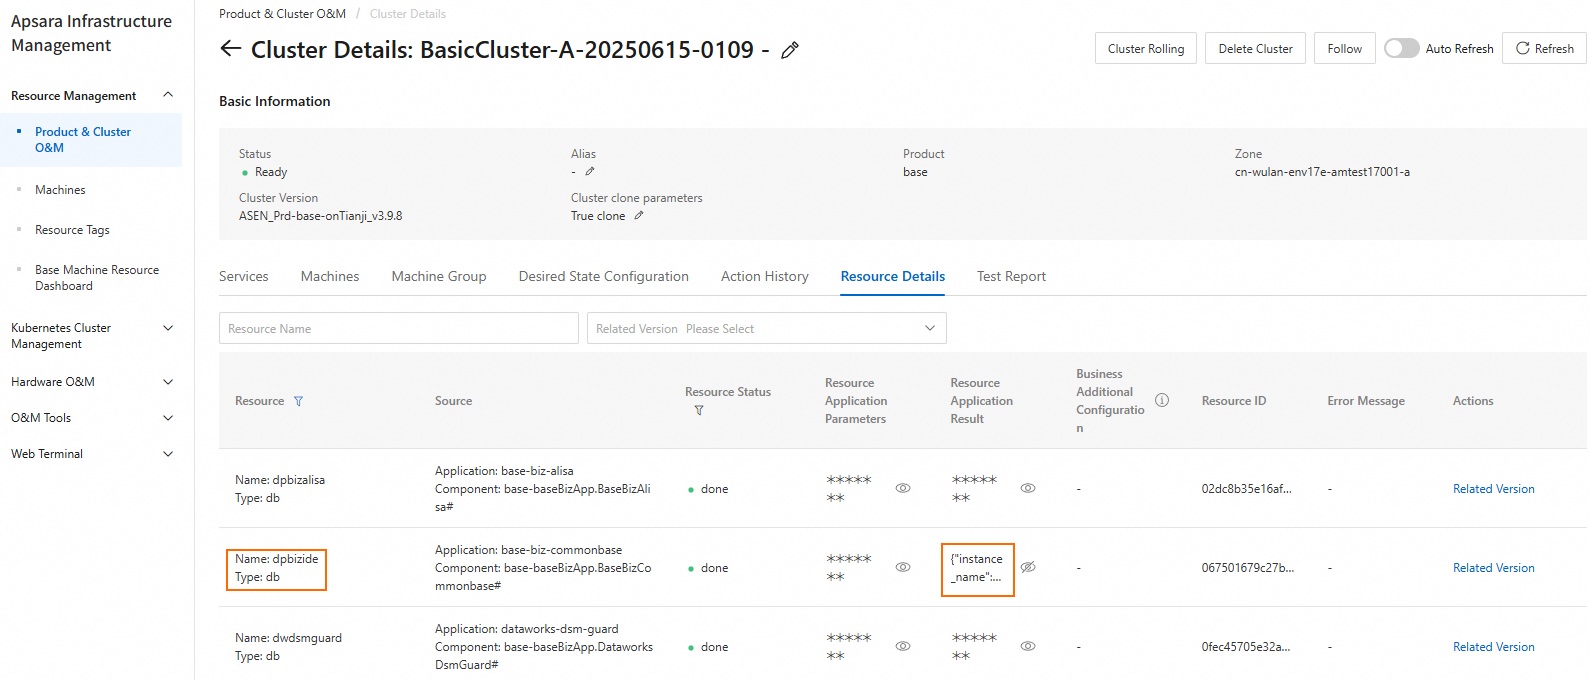 Apsara Infrastructure
Management
Resource Management
Product & Cluster
O&M
Machines
Resource Tags
Base Machine Resource
Dashboard
Kubernetes Cluster
Management
Hardware O&M
O&M Tools
Web Terminal
Product & Cluster O&M / Cluster Details
Cluster Details: BasicCluster-A-20250615-0109 -
Cluster Rolling
Delete Cluster
Follow
Auto Refresh
Refresh
Basic Information
Status
Ready
Alias
-
Product
base
Zone
cn-wulan-env17e-amtest17001-a
Cluster Version
ASEN_Prd-base-onTianji_v3.9.8
Cluster clone parameters
True clone
Services
Machines
Machine Group
Desired State Configuration
Action History
Resource Details
Test Report
Resource Name
Related Version Please Select
Resource
Source
Resource Status
Resource
Application
Parameters
Resource
Application
Result
Business
Additional
Configuratio
n
Resource ID
Error Message
Actions
Name: dpbizalisa
Type: db
Application: base-biz-alisa
Component: base-baseBizApp.BaseBizAli
sa#
done
******
**
******
**
-
02dc8b35e16af...
-
Related Version
Name: dpbizide
Type: db
Application: base-biz-commonbase
Component: base-baseBizApp.BaseBizCo
mmonbase#
done
******
**
{"instance
_name":...
-
067501679c27b...
-
Related Version
Name: dwdsmguard
Type: db
Application: dataworks-dsm-guard
Component: base-baseBizApp.Dataworks
DsmGuard#
done
******
**
******
**
-
0fec45705e32a...
-
Related Version